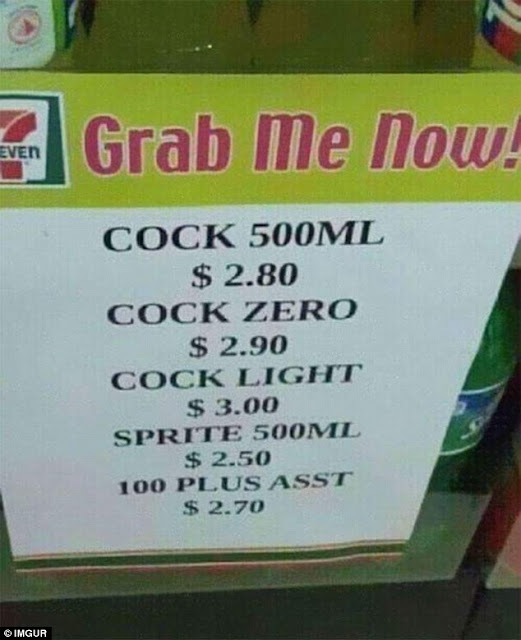 7
EVEn
Grab Me Now!
COCK 500ML
$ 2.80
COCK ZERO
$ 2.90
COCK LIGHT
$ 3.00
SPRITE 500ML
$ 2.50
100 PLUS ASST
$ 2.70
© IMGUR